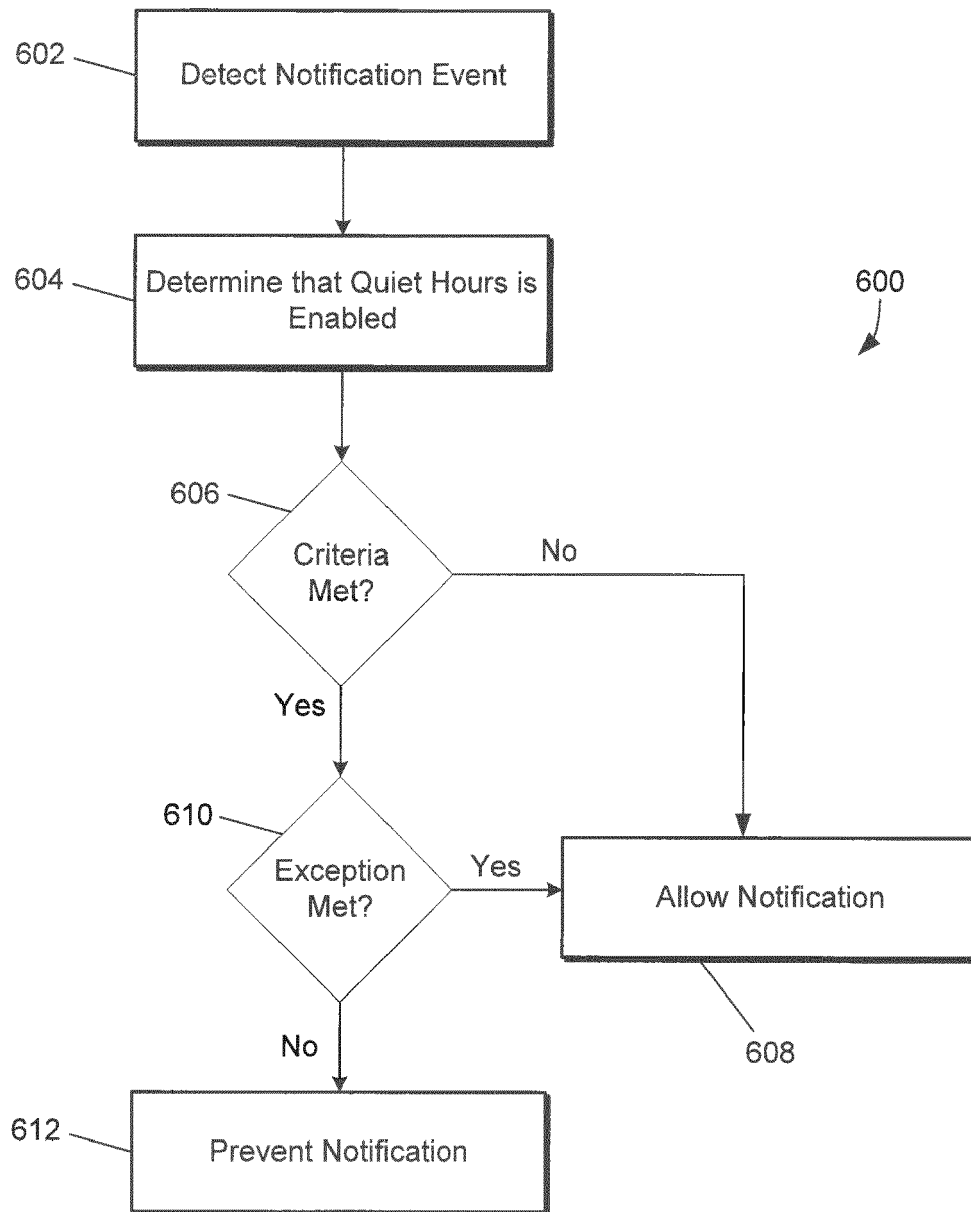 602
Detect Notification Event
604
Determine that Quiet Hours is
Enabled
600
606
Criteria
Met?
No
Yes
610
Exception
Met?
Yes
Allow Notification
608
No
612
Prevent Notification